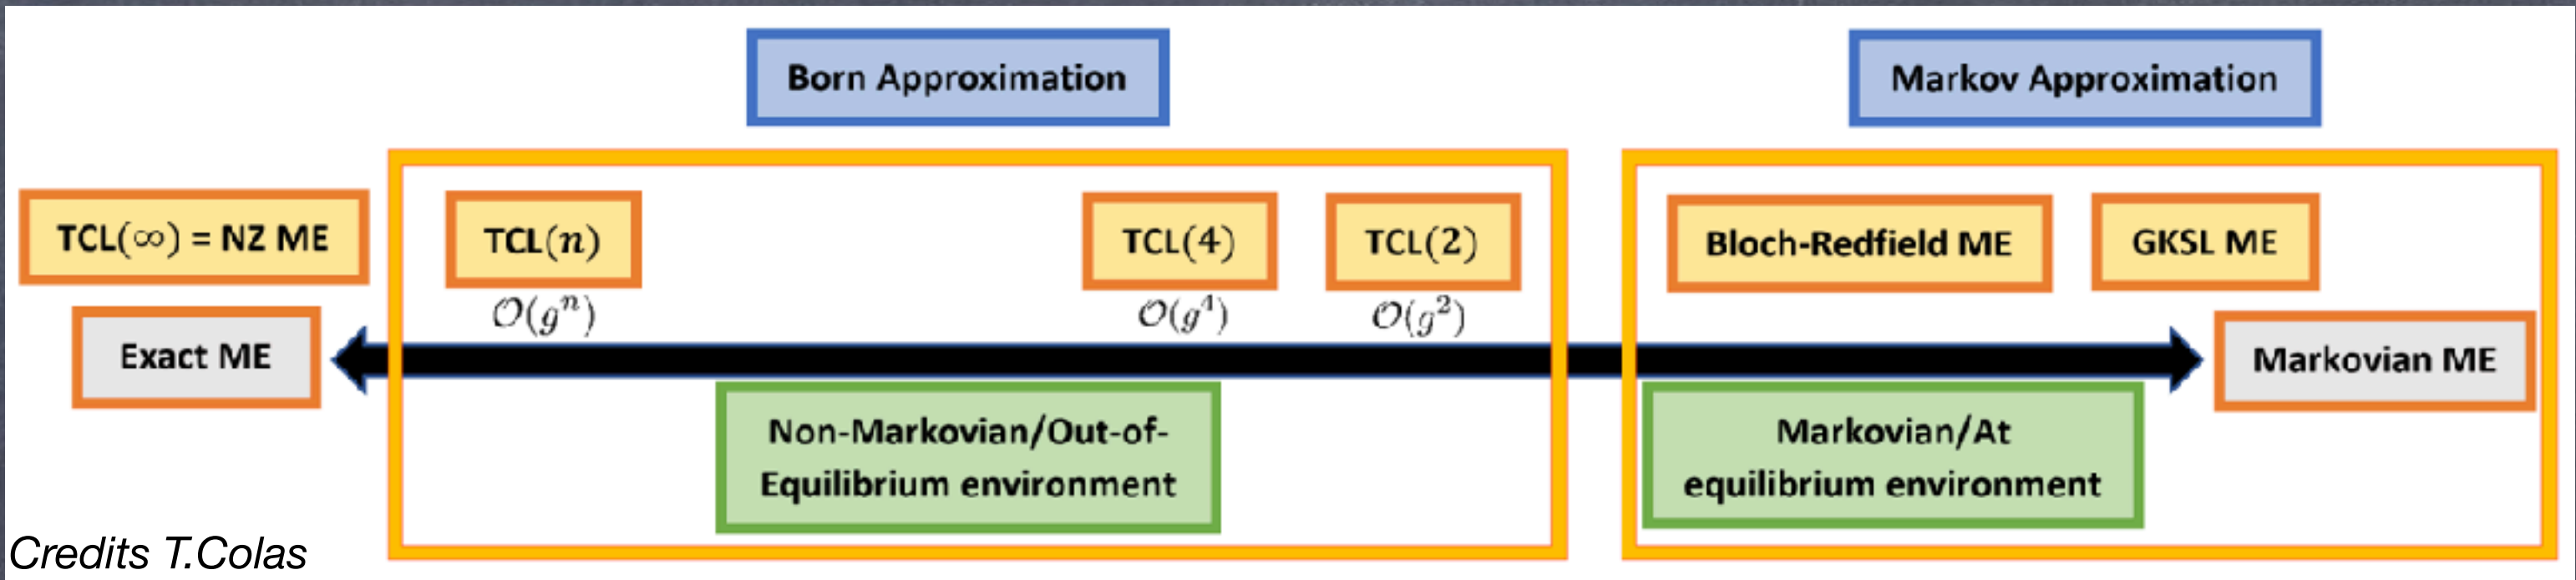 Born Approximation
Markov Approximation
TCL(∞) = NZ ME
TCL(n)
TCL(4)
TCL(2)
Bloch-Redfield ME
GKSL ME
𝒪(gⁿ)
𝒪(g⁴)
𝒪(g²)
Exact ME
Markovian ME
Non-Markovian/Out-of-
Equilibrium environment
Markovian/At
equilibrium environment
Credits T.Colas